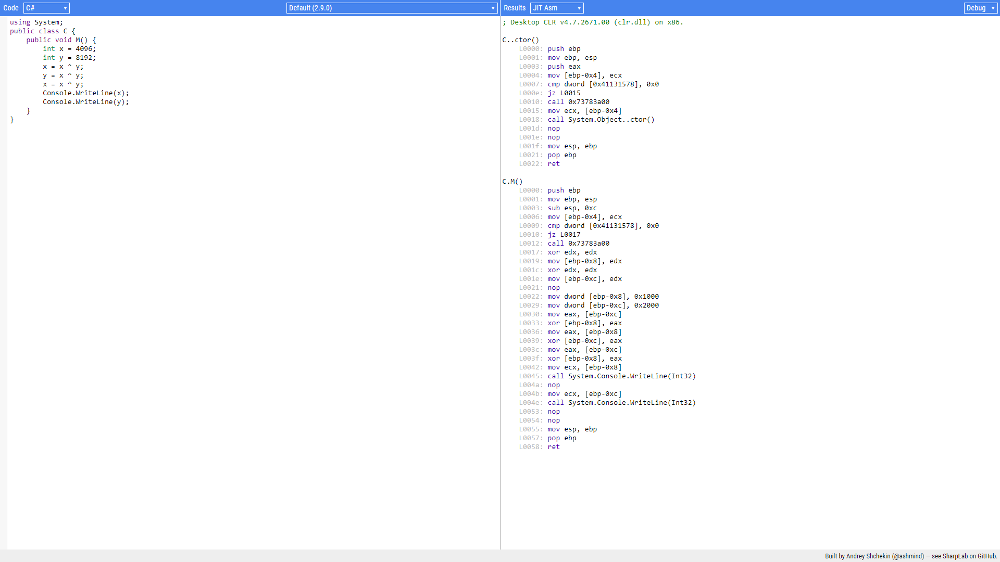 Code C# Default (2.9.0) Results JIT Asm Debug
using System;
public class C {
    public void M() {
        int x = 4096;
        int y = 8192;
        x = x ^ y;
        y = x ^ y;
        x = x ^ y;
        Console.WriteLine(x);
        Console.WriteLine(y);
    }
}
; Desktop CLR v4.7.2671.00 (clr.dll) on x86.
C..ctor()
    L0000: push ebp
    L0001: mov ebp, esp
    L0003: push eax
    L0004: mov [ebp-0x4], ecx
    L0007: cmp dword [0x41131578], 0x0
    L000e: jz L0015
    L0010: call 0x73783a00
    L0015: mov ecx, [ebp-0x4]
    L0018: call System.Object..ctor()
    L001d: nop
    L001e: nop
    L001f: mov esp, ebp
    L0021: pop ebp
    L0022: ret
C.M()
    L0000: push ebp
    L0001: mov ebp, esp
    L0003: sub esp, 0xc
    L0006: mov [ebp-0x4], ecx
    L0009: cmp dword [0x41131578], 0x0
    L0010: jz L0017
    L0012: call 0x73783a00
    L0017: xor edx, edx
    L0019: mov [ebp-0x8], edx
    L001c: xor edx, edx
    L001e: mov [ebp-0xc], edx
    L0021: nop
    L0022: mov dword [ebp-0x8], 0x1000
    L0029: mov dword [ebp-0xc], 0x2000
    L0030: mov eax, [ebp-0xc]
    L0033: xor [ebp-0x8], eax
    L0036: mov eax, [ebp-0x8]
    L0039: xor [ebp-0xc], eax
    L003c: mov eax, [ebp-0xc]
    L003f: xor [ebp-0x8], eax
    L0042: mov ecx, [ebp-0x8]
    L0045: call System.Console.WriteLine(Int32)
    L004a: nop
    L004b: mov ecx, [ebp-0xc]
    L004e: call System.Console.WriteLine(Int32)
    L0053: nop
    L0054: nop
    L0055: mov esp, ebp
    L0057: pop ebp
    L0058: ret
Built by Andrey Shchekin (@ashmind) — see SharpLab on GitHub.